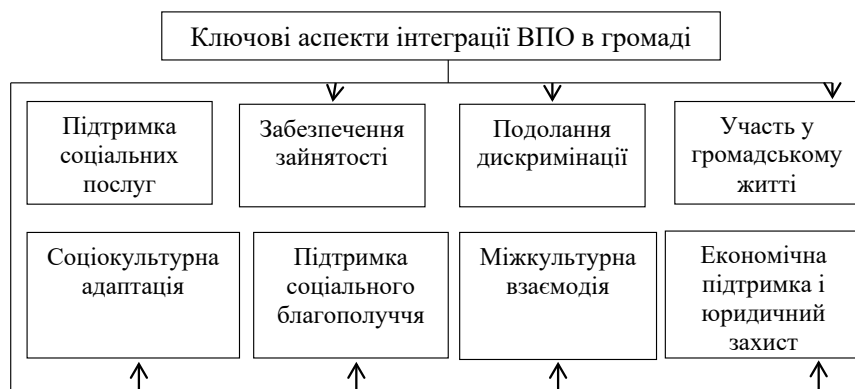 Ключові аспекти інтеграції ВПО в громаді
Підтримка
соціальних
послуг
Забезпечення
зайнятості
Подолання
дискримінації
Участь у
громадському
житті
Соціокультурна
адаптація
Підтримка
соціального
благополуччя
Міжкультурна
взаємодія
Економічна
підтримка і
юридичний
захист